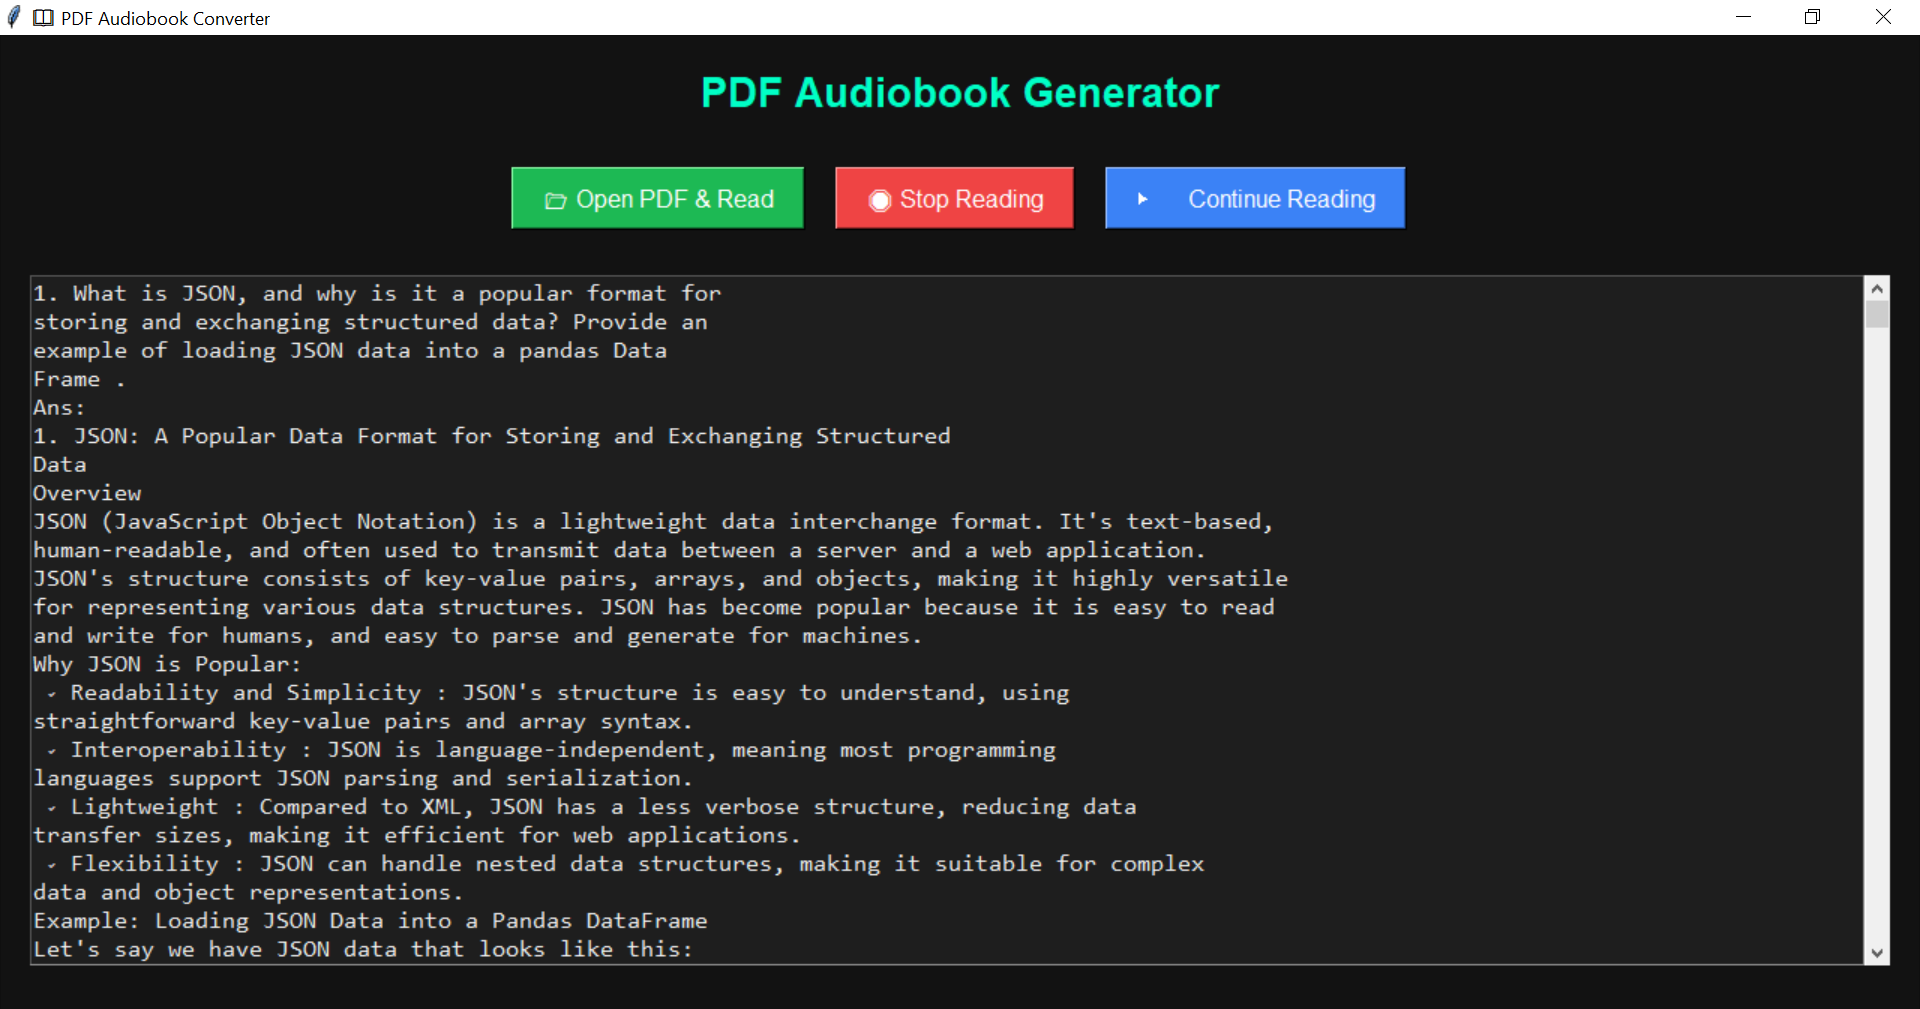 PDF Audiobook Converter
PDF Audiobook Generator
Open PDF & Read
Stop Reading
Continue Reading
1. What is JSON, and why is it a popular format for
storing and exchanging structured data? Provide an
example of loading JSON data into a pandas Data
Frame .
Ans:
1. JSON: A Popular Data Format for Storing and Exchanging Structured
Data
Overview
JSON (JavaScript Object Notation) is a lightweight data interchange format. It's text-based,
human-readable, and often used to transmit data between a server and a web application.
JSON's structure consists of key-value pairs, arrays, and objects, making it highly versatile
for representing various data structures. JSON has become popular because it is easy to read
and write for humans, and easy to parse and generate for machines.
Why JSON is Popular:
Readability and Simplicity : JSON's structure is easy to understand, using
straightforward key-value pairs and array syntax.
Interoperability : JSON is language-independent, meaning most programming
languages support JSON parsing and serialization.
Lightweight : Compared to XML, JSON has a less verbose structure, reducing data
transfer sizes, making it efficient for web applications.
Flexibility : JSON can handle nested data structures, making it suitable for complex
data and object representations.
Example: Loading JSON Data into a Pandas DataFrame
Let's say we have JSON data that looks like this: